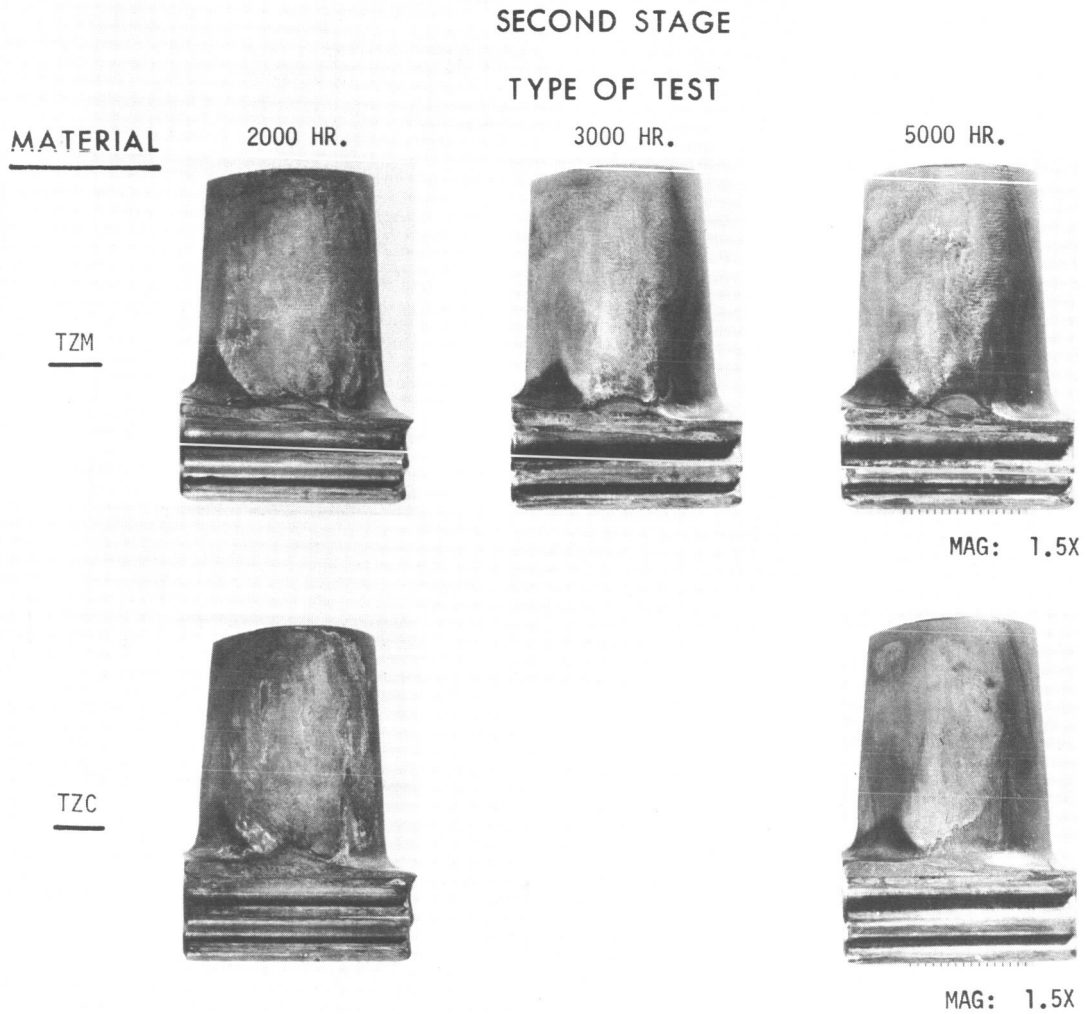 SECOND STAGE
TYPE OF TEST
MATERIAL 2000 HR. 3000 HR. 5000 HR.
TZM
MAG: 1.5X
TZC
MAG: 1.5X